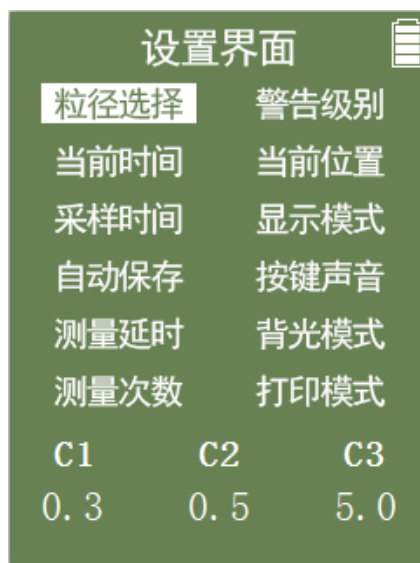 设置界面
粒径选择 警告级别
当前时间 当前位置
采样时间 显示模式
自动保存 按键声音
测量延时 背光模式
测量次数 打印模式
C1 C2 C3
0.3 0.5 5.0